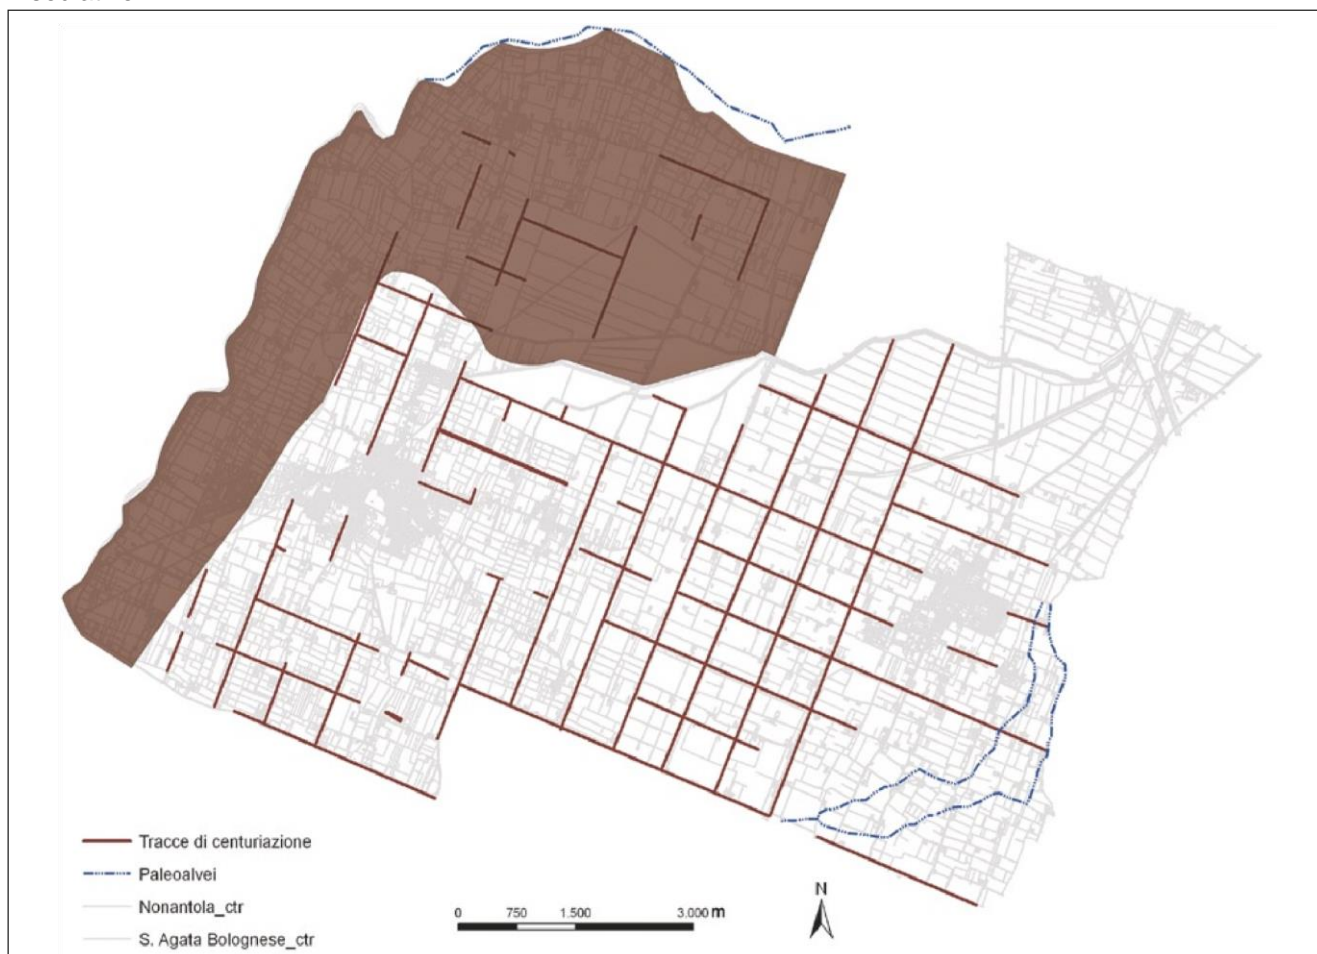 N
Tracce di centuriazione
Paleoalvei
Nonantola_ctr
S. Agata Bolognese_ctr
0 750 1.500 3.000 m